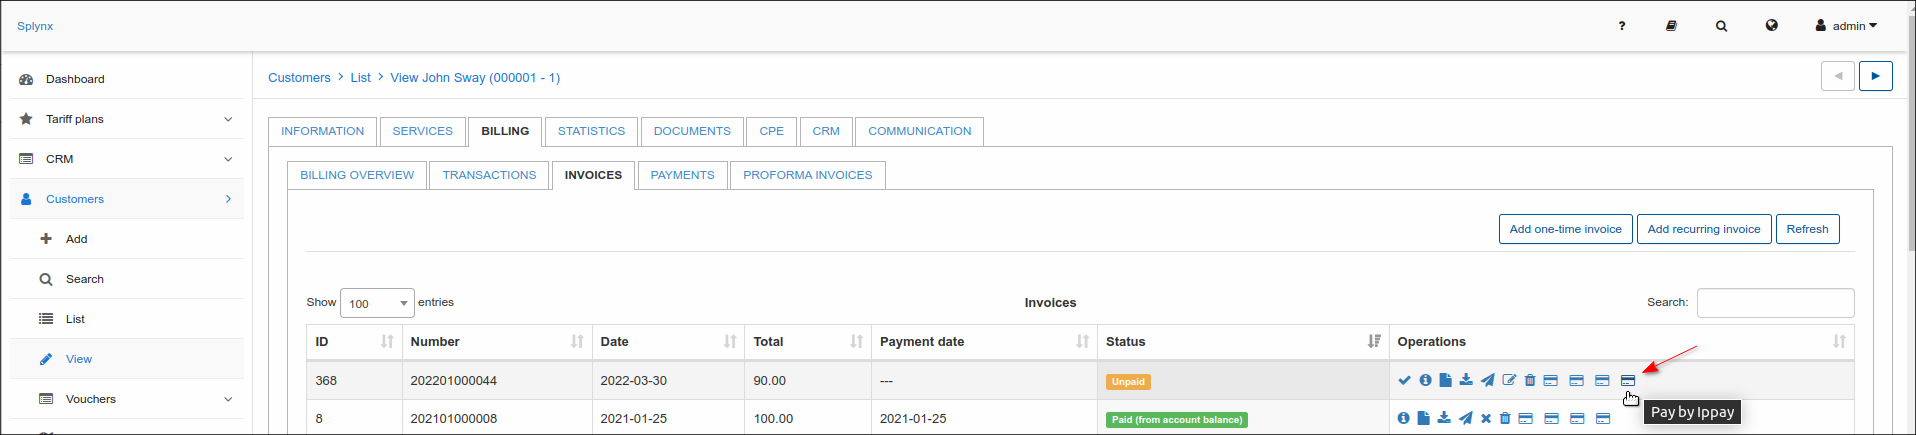 Splynx
? admin
Dashboard
Customers > List > View John Sway (000001 - 1)
Tariff plans
INFORMATION SERVICES BILLING STATISTICS DOCUMENTS CPE CRM COMMUNICATION
CRM
BILLING OVERVIEW TRANSACTIONS INVOICES PAYMENTS PROFORMA INVOICES
Customers
Add one-time invoice Add recurring invoice Refresh
Add
Search
Show 100 entries Invoices Search:
List
ID Number Date Total Payment date Status Operations
View
368 202201000044 2022-03-30 90.00 --- Unpaid
Vouchers
Pay by Ippay
8 202101000008 2021-01-25 100.00 2021-01-25 Paid (from account balance)